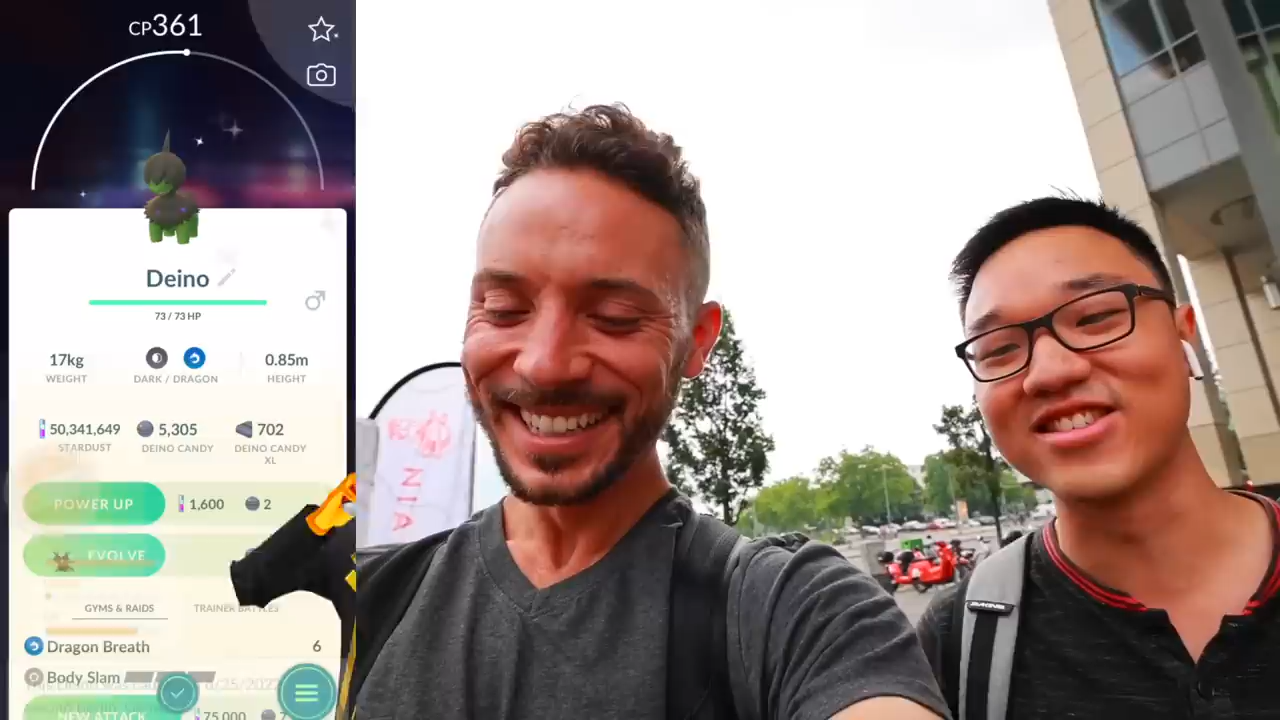 CP361
Deino
73 / 73 HP
17kg
WEIGHT
DARK / DRAGON
0.85m
HEIGHT
50,341,649
STARDUST
5,305
DEINO CANDY
702
DEINO CANDY
XL
POWER UP
1,600
2
EVOLVE
GYMS & RAIDS
TRAINER BATTLES
Dragon Breath
6
Body Slam
NEW ATTACK
75,000
NIA
DAKINE